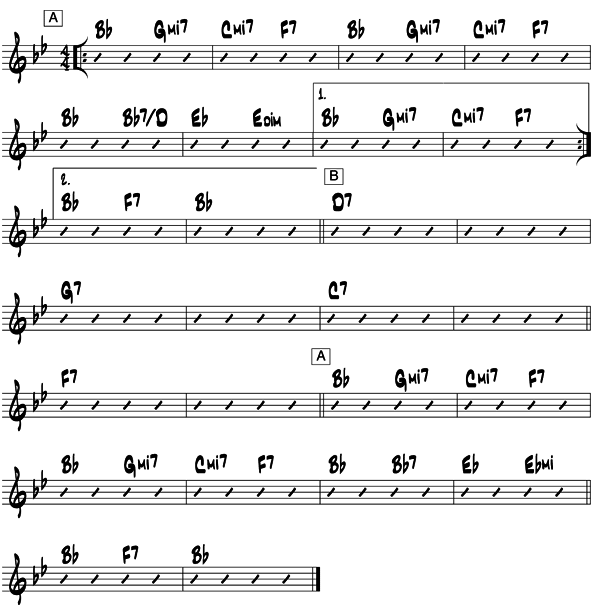 A
Bb Gmi7 Cmi7 F7 Bb Gmi7 Cmi7 F7
4 4
1.
Bb Bb7/D Eb Edim Bb Gmi7 Cmi7 F7
2. B
Bb F7 Bb D7
G7 C7
A
F7 Bb Gmi7 Cmi7 F7
Bb Gmi7 Cmi7 F7 Bb Bb7 Eb Ebmi
Bb F7 Bb